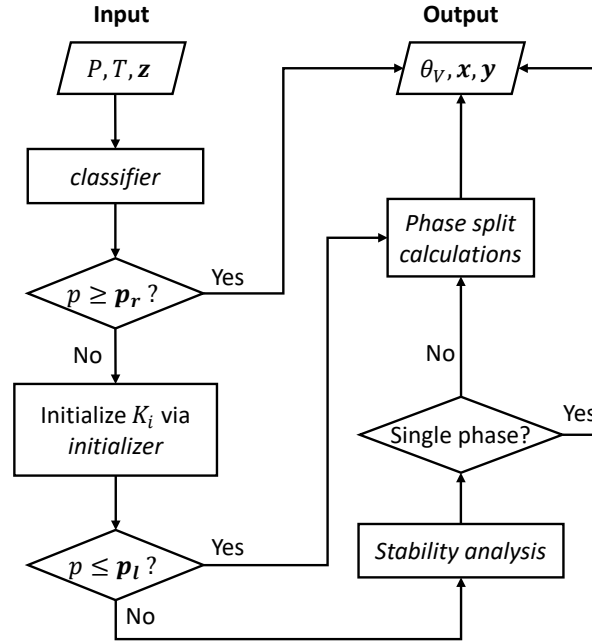 Input
P, T, z
classifier
p ≥ p_r ?
Yes
No
Initialize K_i via
initializer
p ≤ p_l ?
Yes
No
Output
θ_V, x, y
Phase split
calculations
No
Single phase?
Yes
Stability analysis